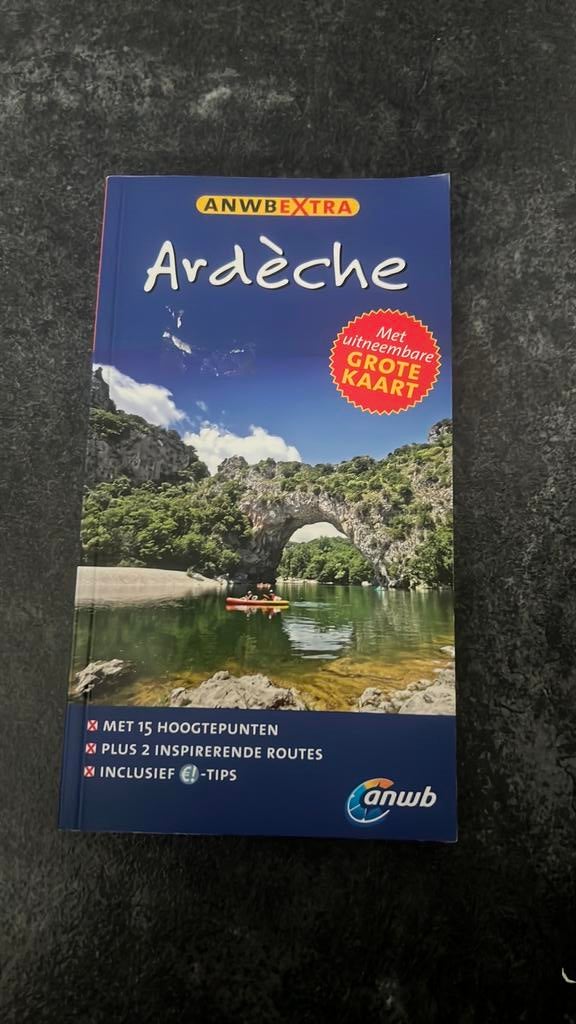 ANWBEXTRA
Ardèche
Met
uitneembare
GROTE
KAART
MET 15 HOOGTEPUNTEN
PLUS 2 INSPIRERENDE ROUTES
INCLUSIEF €!-TIPS
anwb